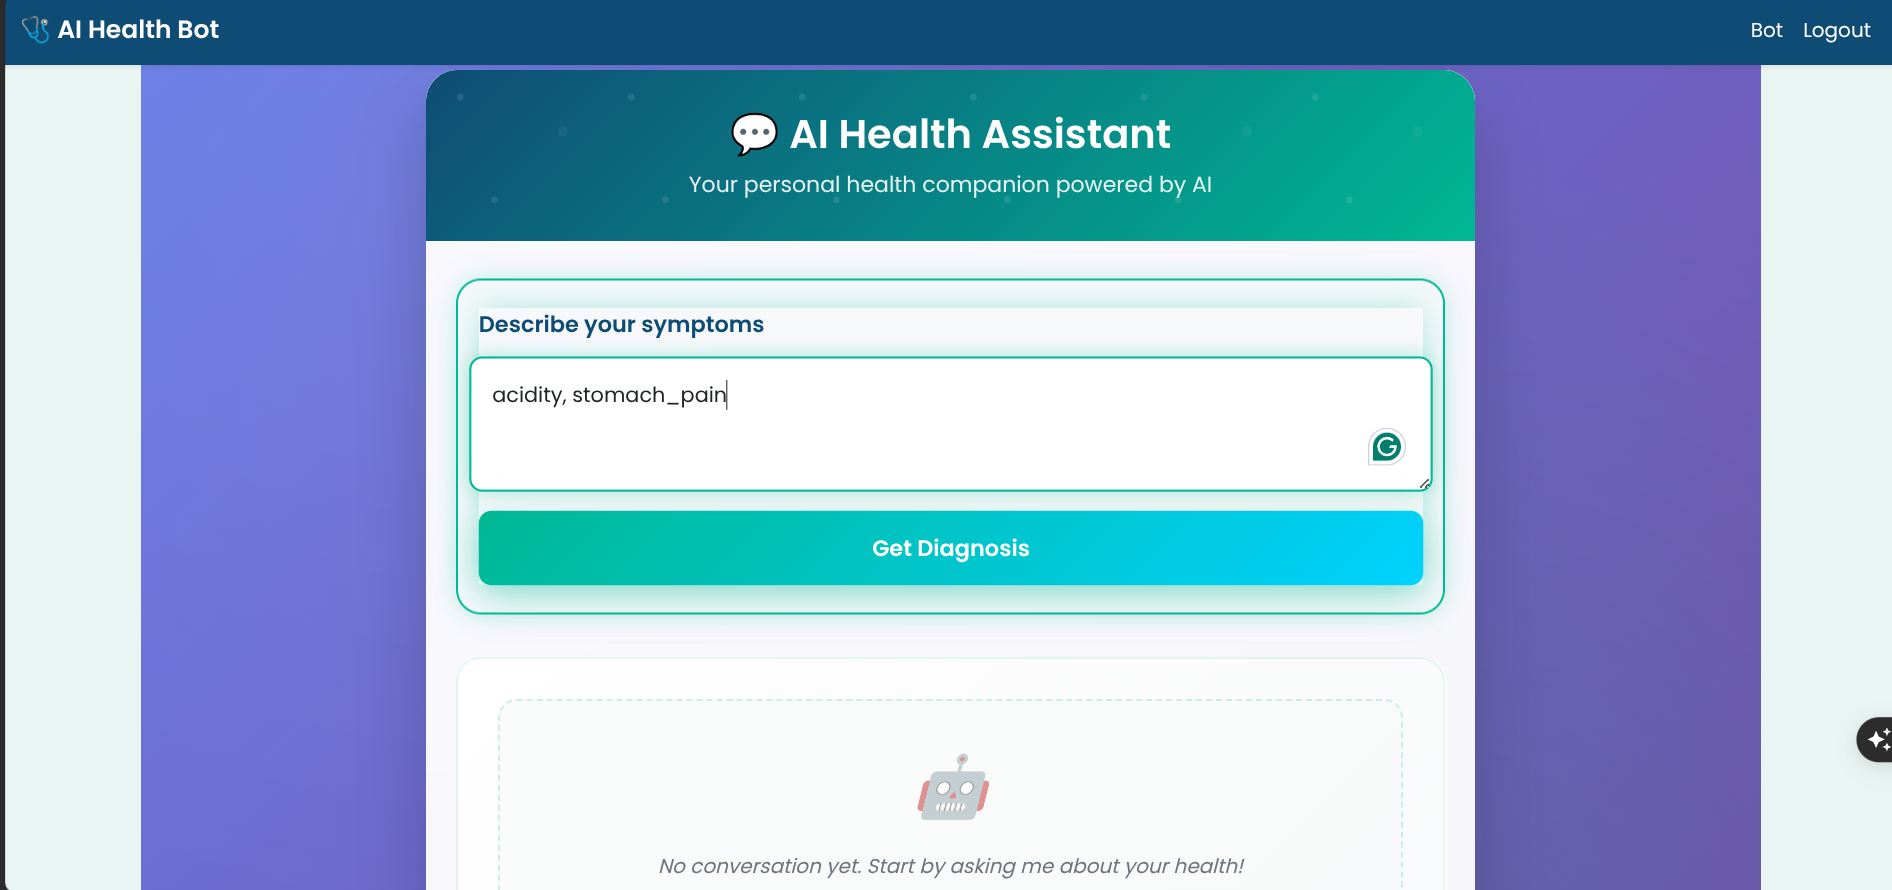 AI Health Bot
Bot Logout
AI Health Assistant
Your personal health companion powered by AI
Describe your symptoms
acidity, stomach_pain
Get Diagnosis
No conversation yet. Start by asking me about your health!